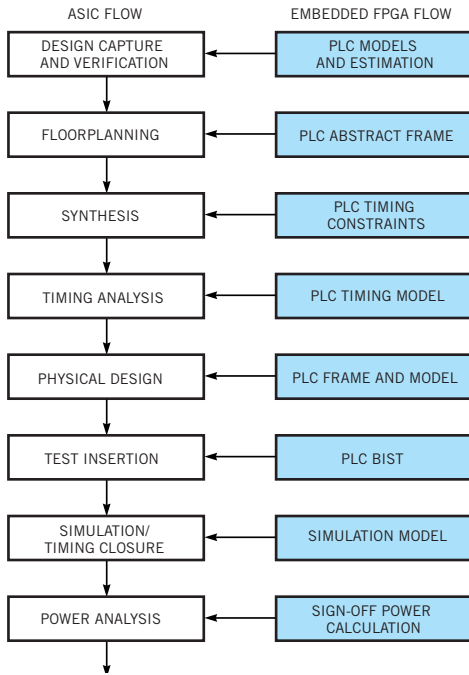 ASIC FLOW
EMBEDDED FPGA FLOW
DESIGN CAPTURE
AND VERIFICATION
PLC MODELS
AND ESTIMATION
FLOORPLANNING
PLC ABSTRACT FRAME
SYNTHESIS
PLC TIMING
CONSTRAINTS
TIMING ANALYSIS
PLC TIMING MODEL
PHYSICAL DESIGN
PLC FRAME AND MODEL
TEST INSERTION
PLC BIST
SIMULATION/
TIMING CLOSURE
SIMULATION MODEL
POWER ANALYSIS
SIGN-OFF POWER
CALCULATION